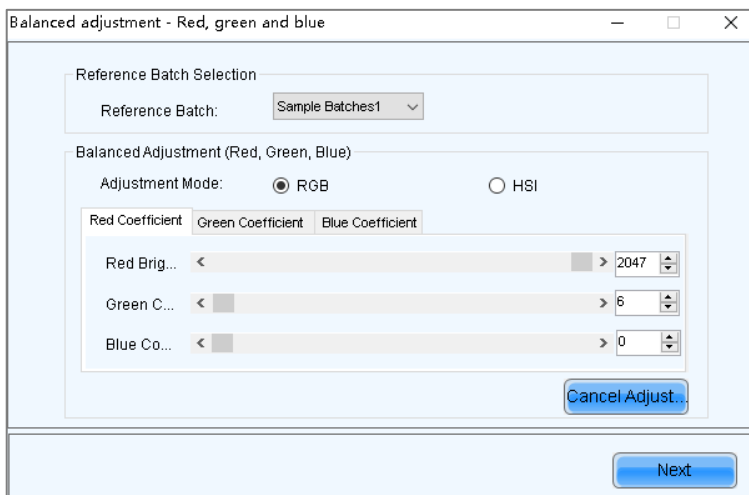 Balanced adjustment - Red, green and blue
Reference Batch Selection
Reference Batch: Sample Batches1
Balanced Adjustment (Red, Green, Blue)
Adjustment Mode: RGB HSI
Red Coefficient Green Coefficient Blue Coefficient
Red Brig... 2047
Green C... 6
Blue Co... 0
Cancel Adjust...
Next